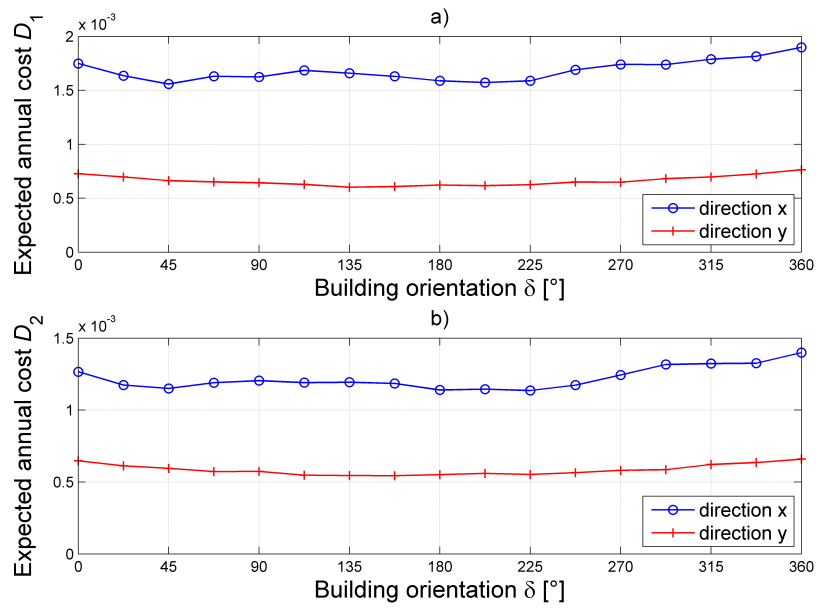 a)
x 10⁻³
Expected annual cost D₁
2
1.5
1
0.5
0
direction x
direction y
0 45 90 135 180 225 270 315 360
Building orientation δ [°]
b)
x 10⁻³
Expected annual cost D₂
1.5
1
0.5
0
direction x
direction y
0 45 90 135 180 225 270 315 360
Building orientation δ [°]